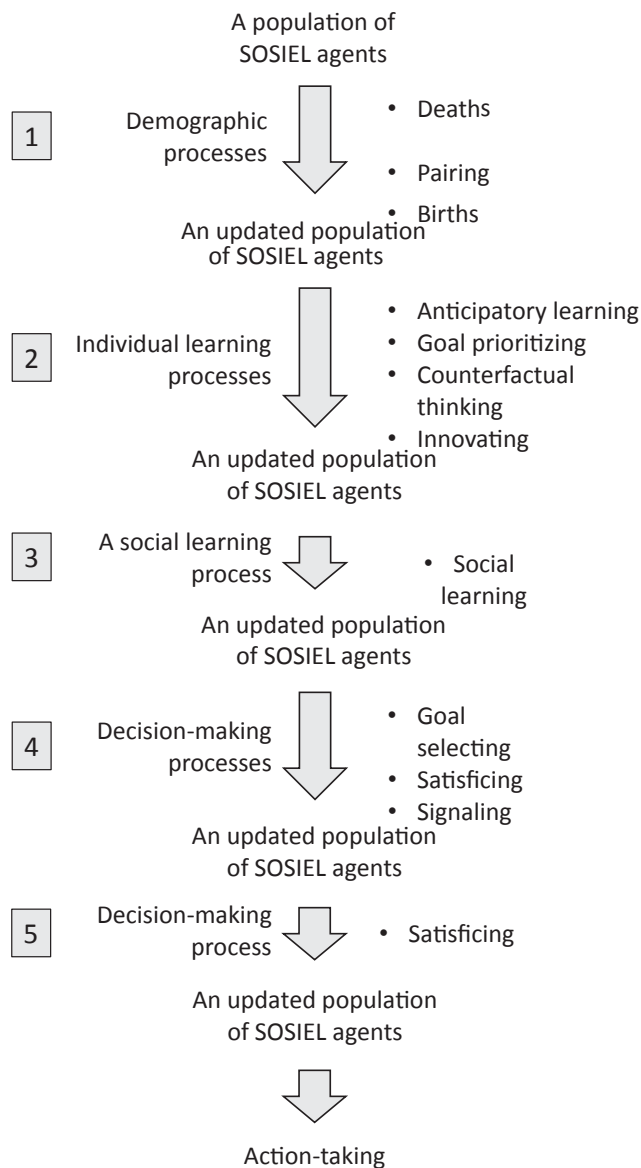 A population of
SOSIEL agents
1
Demographic
processes
• Deaths
• Pairing
• Births
An updated population
of SOSIEL agents
2
Individual learning
processes
• Anticipatory learning
• Goal prioritizing
• Counterfactual
thinking
• Innovating
An updated population
of SOSIEL agents
3
A social learning
process
• Social
learning
An updated population
of SOSIEL agents
4
Decision-making
processes
• Goal
selecting
• Satisficing
• Signaling
An updated population
of SOSIEL agents
5
Decision-making
process
• Satisficing
An updated population
of SOSIEL agents
Action-taking